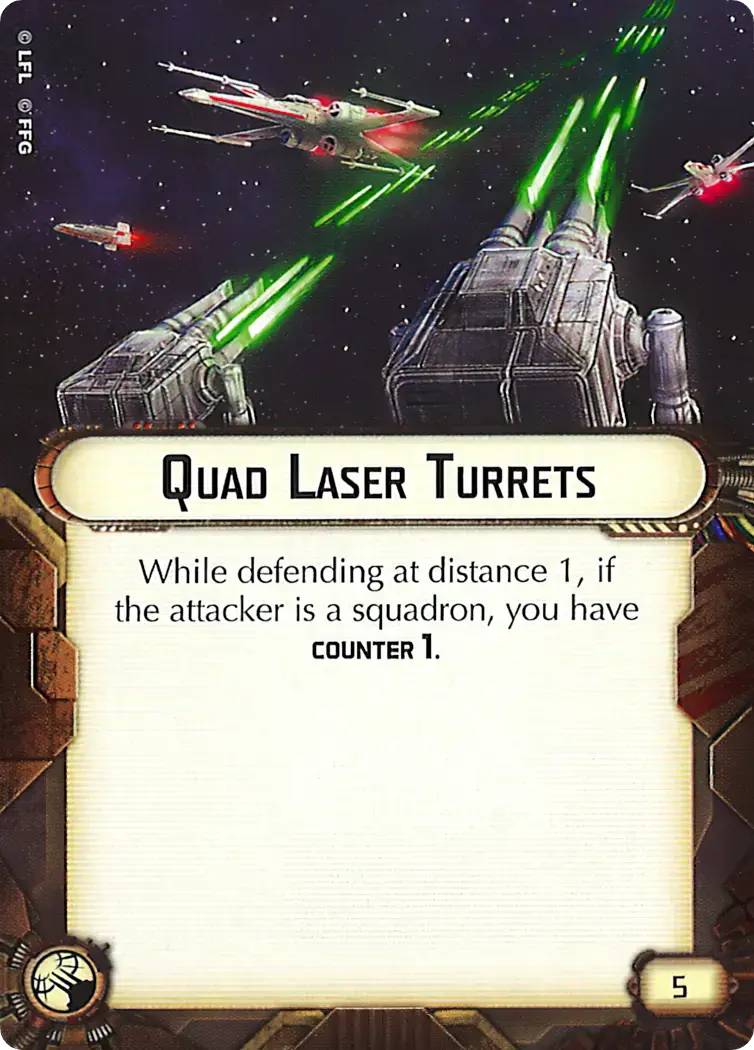 © LFL © FFG
Quad Laser Turrets
While defending at distance 1, if
the attacker is a squadron, you have
COUNTER 1.
5